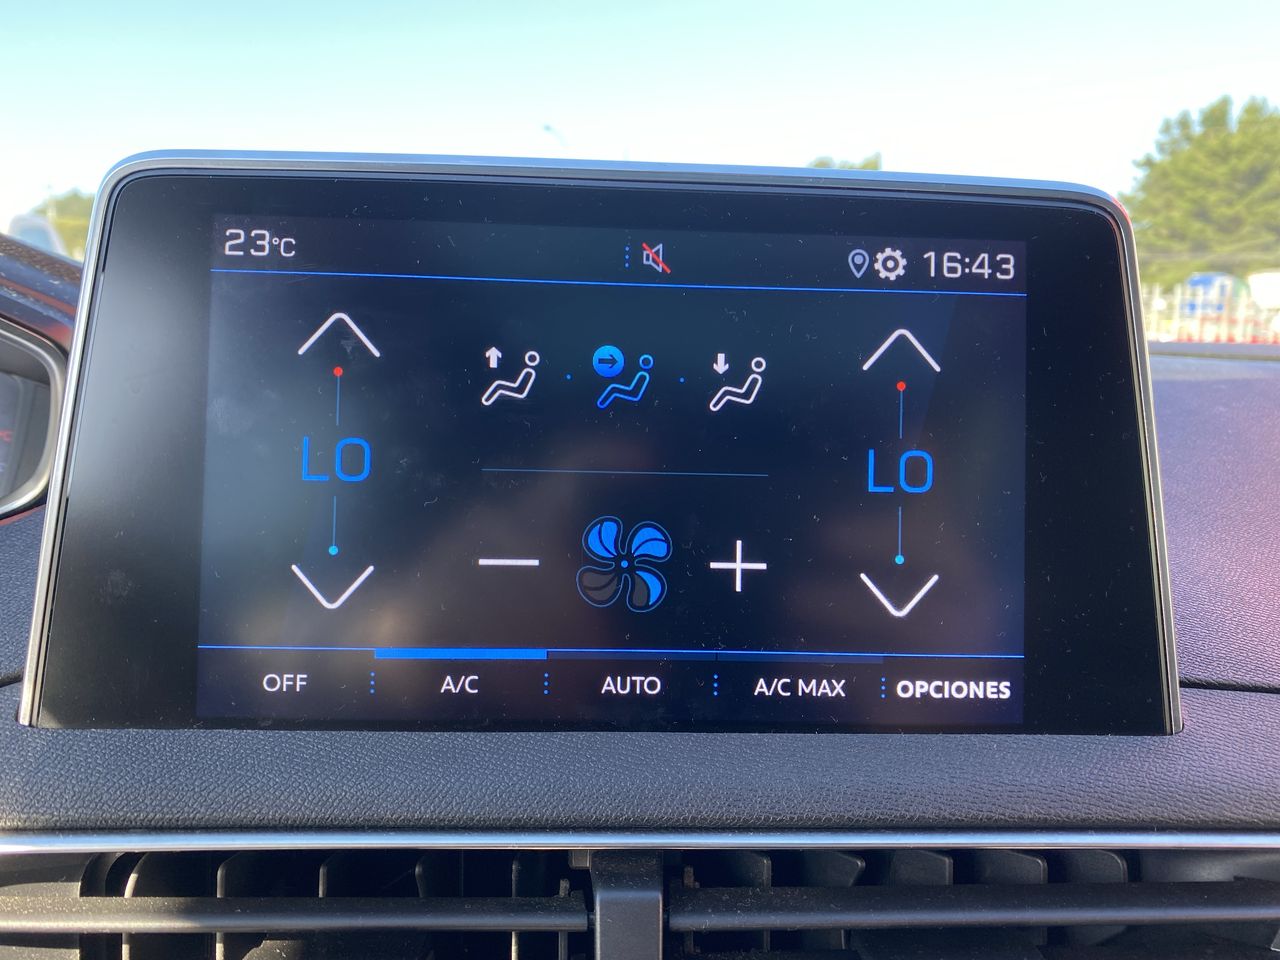 23°C
16:43
LO
LO
OFF
A/C
AUTO
A/C MAX
OPCIONES